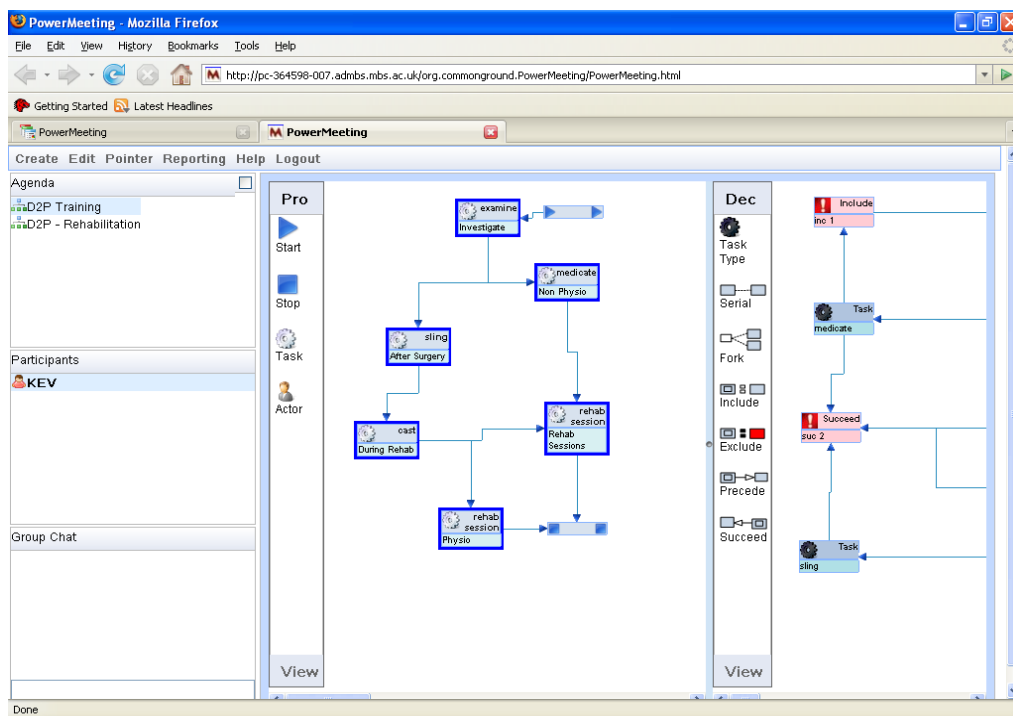 PowerMeeting - Mozilla Firefox
File Edit View History Bookmarks Tools Help
http://pc-364598-007.admbs.mbs.ac.uk/org.commonground.PowerMeeting/PowerMeeting.html
Getting Started Latest Headlines
PowerMeeting
PowerMeeting
Create Edit Pointer Reporting Help Logout
Agenda
D2P Training
D2P - Rehabilitation
Participants
KEV
Group Chat
Pro
Start
Stop
Task
Actor
View
examine
Investigate
medicate
Non Physio
sling
After Surgery
cast
During Rehab
rehab
session
Rehab
Sessions
rehab
session
Physio
Dec
Task
Type
Serial
Fork
Include
Exclude
Precede
Succeed
View
Include
inc 1
Task
medicate
Succeed
suc 2
Task
sling
Done